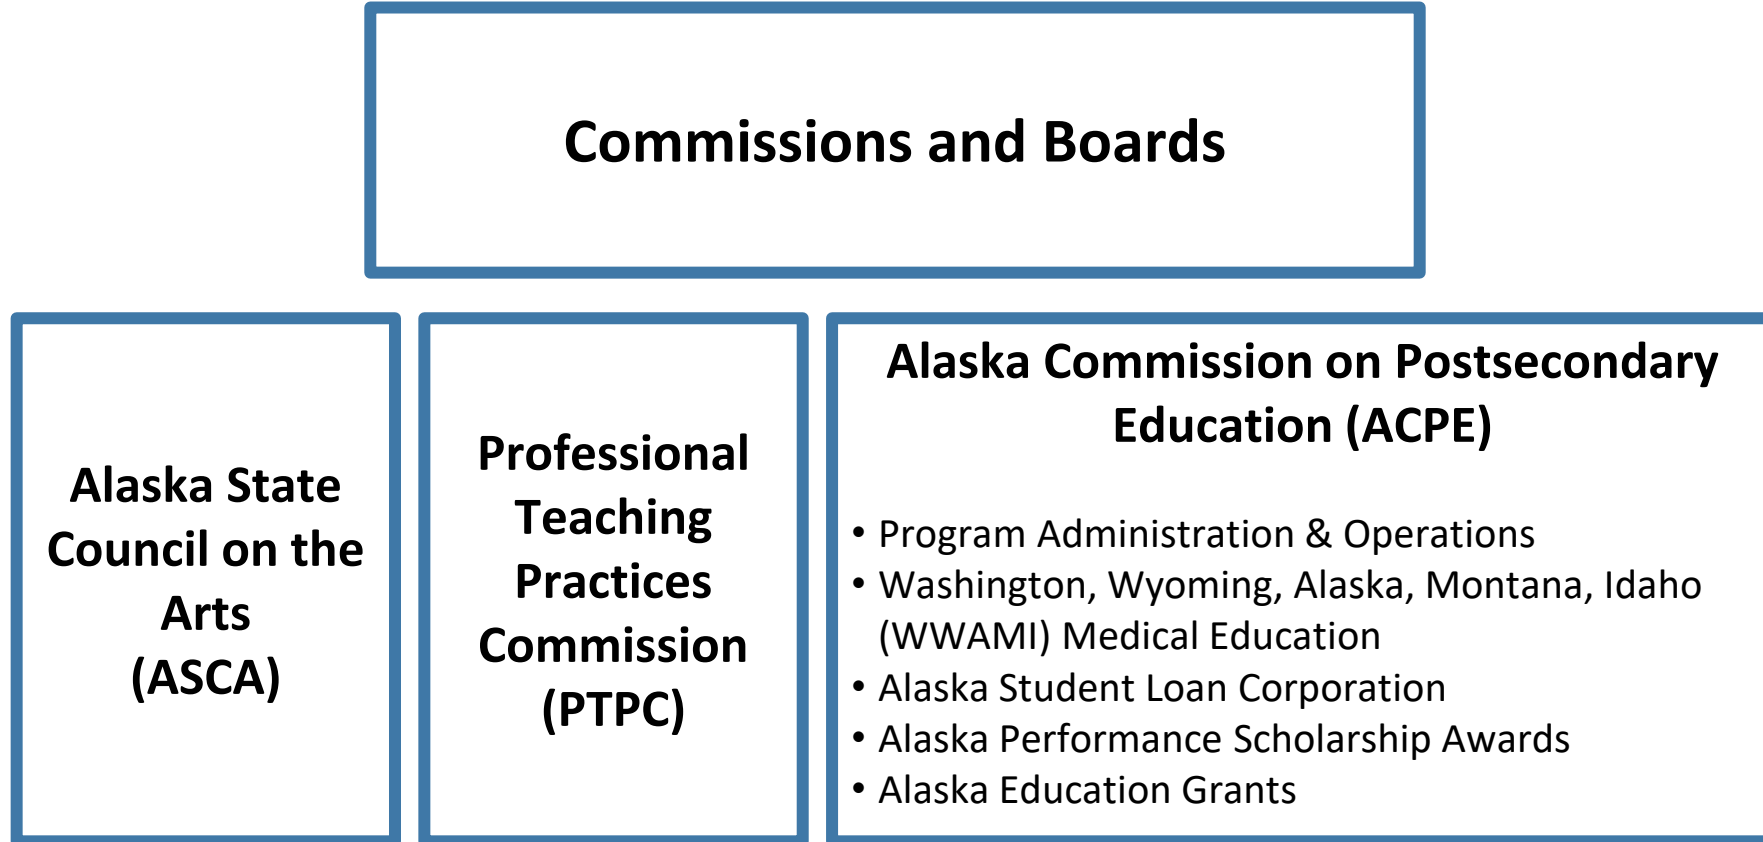 Commissions and Boards
Alaska State
Council on the
Arts
(ASCA)
Professional
Teaching
Practices
Commission
(PTPC)
Alaska Commission on Postsecondary
Education (ACPE)
• Program Administration & Operations
• Washington, Wyoming, Alaska, Montana, Idaho
(WWAMI) Medical Education
• Alaska Student Loan Corporation
• Alaska Performance Scholarship Awards
• Alaska Education Grants